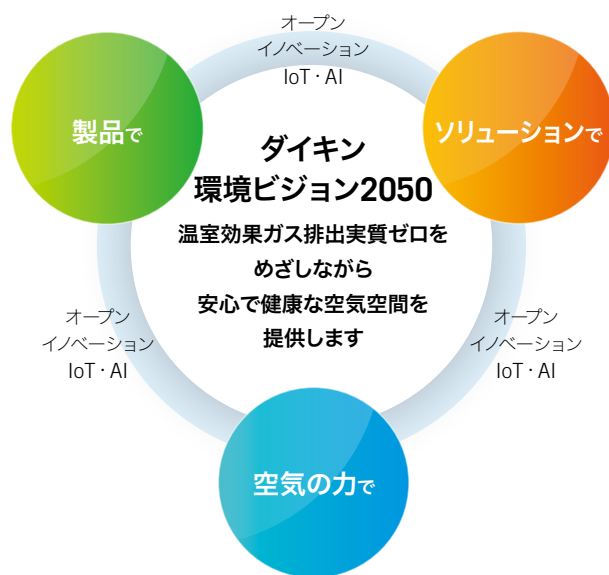 オープン
イノベーション
IoT・AI
製品で
ソリューションで
ダイキン
環境ビジョン2050
温室効果ガス排出実質ゼロを
めざしながら
安心で健康な空気空間を
提供します
オープン
イノベーション
IoT・AI
オープン
イノベーション
IoT・AI
空気の力で